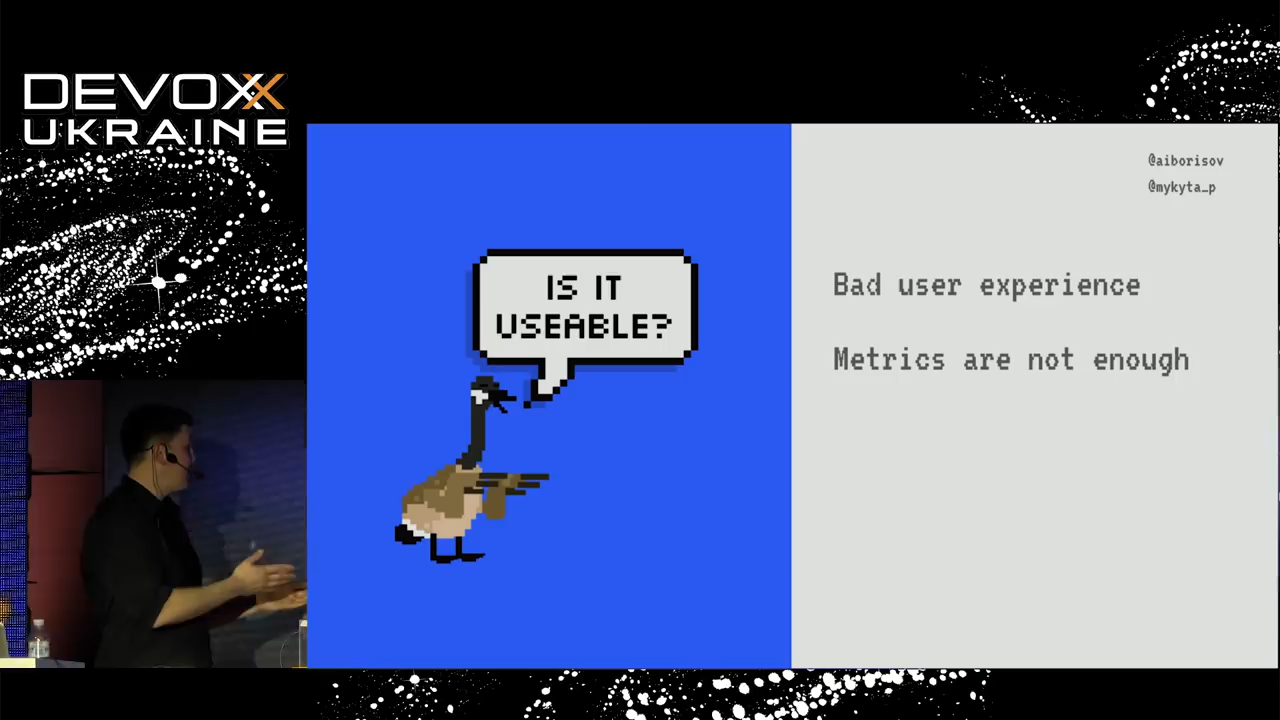 DEVOXX
UKRAINE
@aiborisov
@mykyta_p
IS IT
USEABLE?
Bad user experience
Metrics are not enough